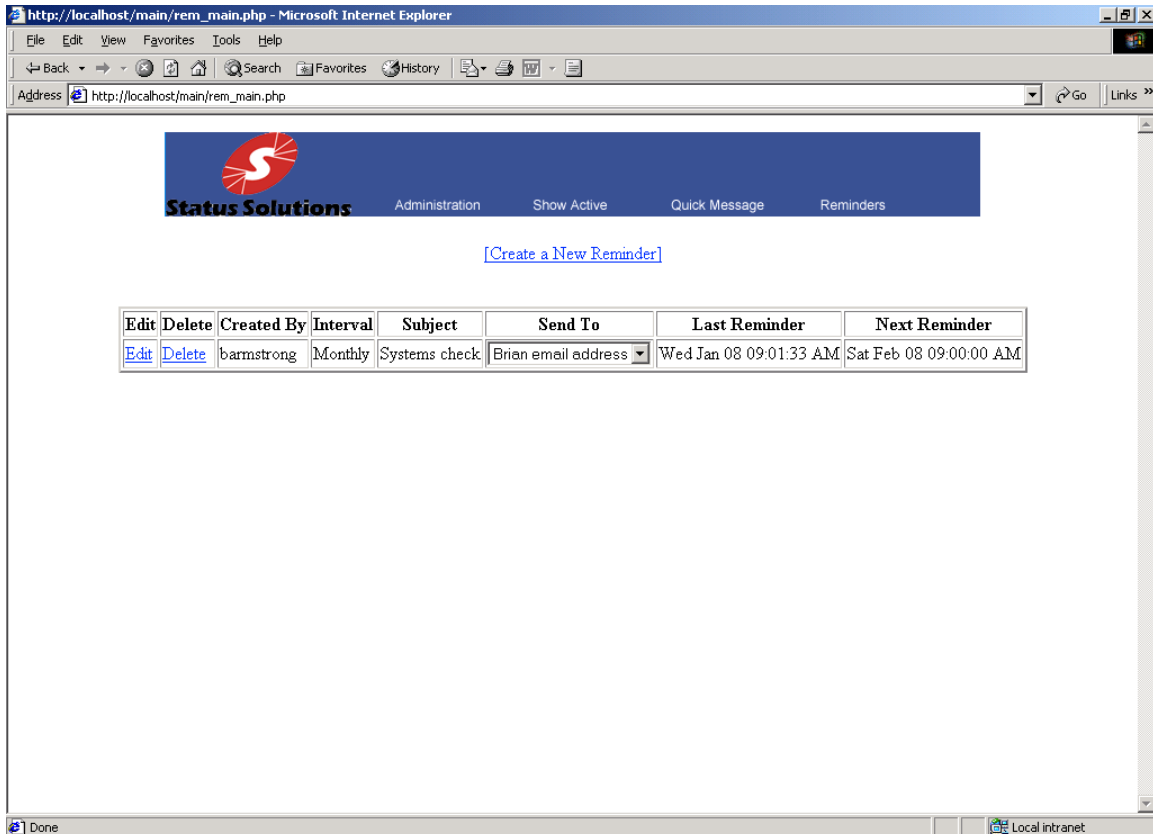 http://localhost/main/rem_main.php - Microsoft Internet Explorer
File Edit View Favorites Tools Help
Back Search Favorites History
Address http://localhost/main/rem_main.php Go Links »
Status Solutions Administration Show Active Quick Message Reminders
[Create a New Reminder]
Edit Delete Created By Interval Subject Send To Last Reminder Next Reminder
Edit Delete barmstrong Monthly Systems check Brian email address Wed Jan 08 09:01:33 AM Sat Feb 08 09:00:00 AM
Done Local intranet